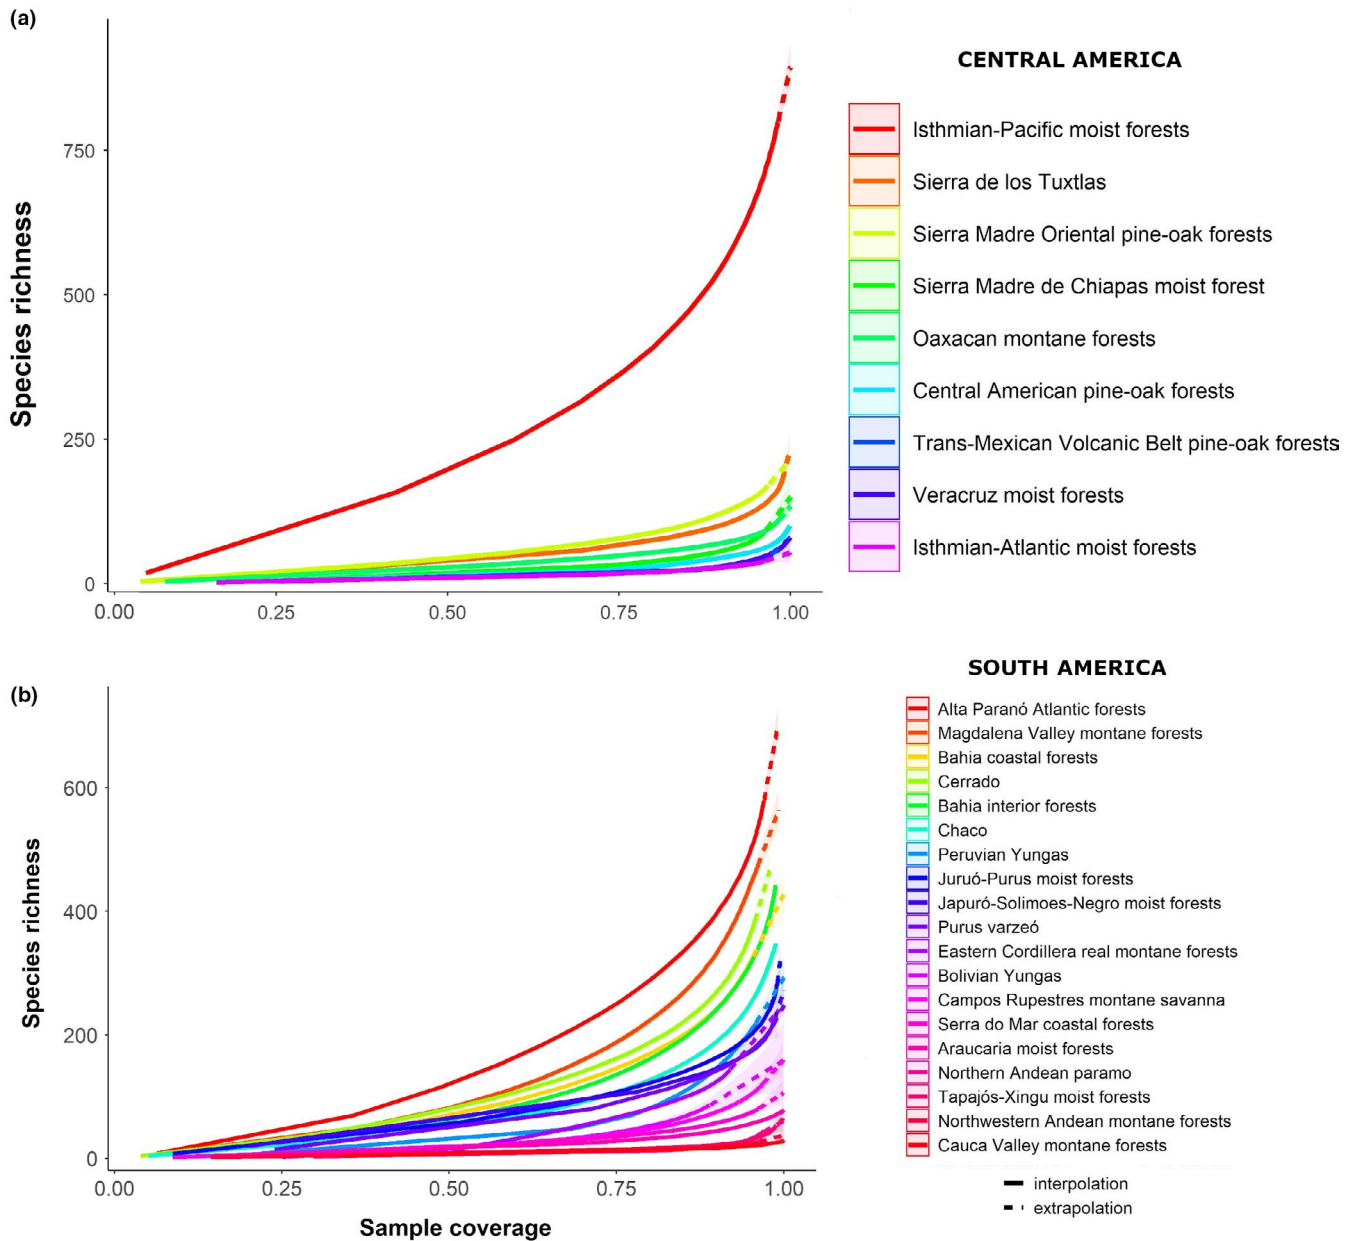 (a)
CENTRAL AMERICA
Species richness
750
500
250
0
0.00
0.25
0.50
0.75
1.00
Isthmian-Pacific moist forests
Sierra de los Tuxtlas
Sierra Madre Oriental pine-oak forests
Sierra Madre de Chiapas moist forest
Oaxacan montane forests
Central American pine-oak forests
Trans-Mexican Volcanic Belt pine-oak forests
Veracruz moist forests
Isthmian-Atlantic moist forests
(b)
SOUTH AMERICA
Species richness
600
400
200
0
0.00
0.25
0.50
0.75
1.00
Sample coverage
Alta Paranó Atlantic forests
Magdalena Valley montane forests
Bahia coastal forests
Cerrado
Bahia interior forests
Chaco
Peruvian Yungas
Juruó-Purus moist forests
Japuró-Solimoes-Negro moist forests
Purus varzeó
Eastern Cordillera real montane forests
Bolivian Yungas
Campos Rupestres montane savanna
Serra do Mar coastal forests
Araucaria moist forests
Northern Andean paramo
Tapajós-Xingu moist forests
Northwestern Andean montane forests
Cauca Valley montane forests
interpolation
extrapolation